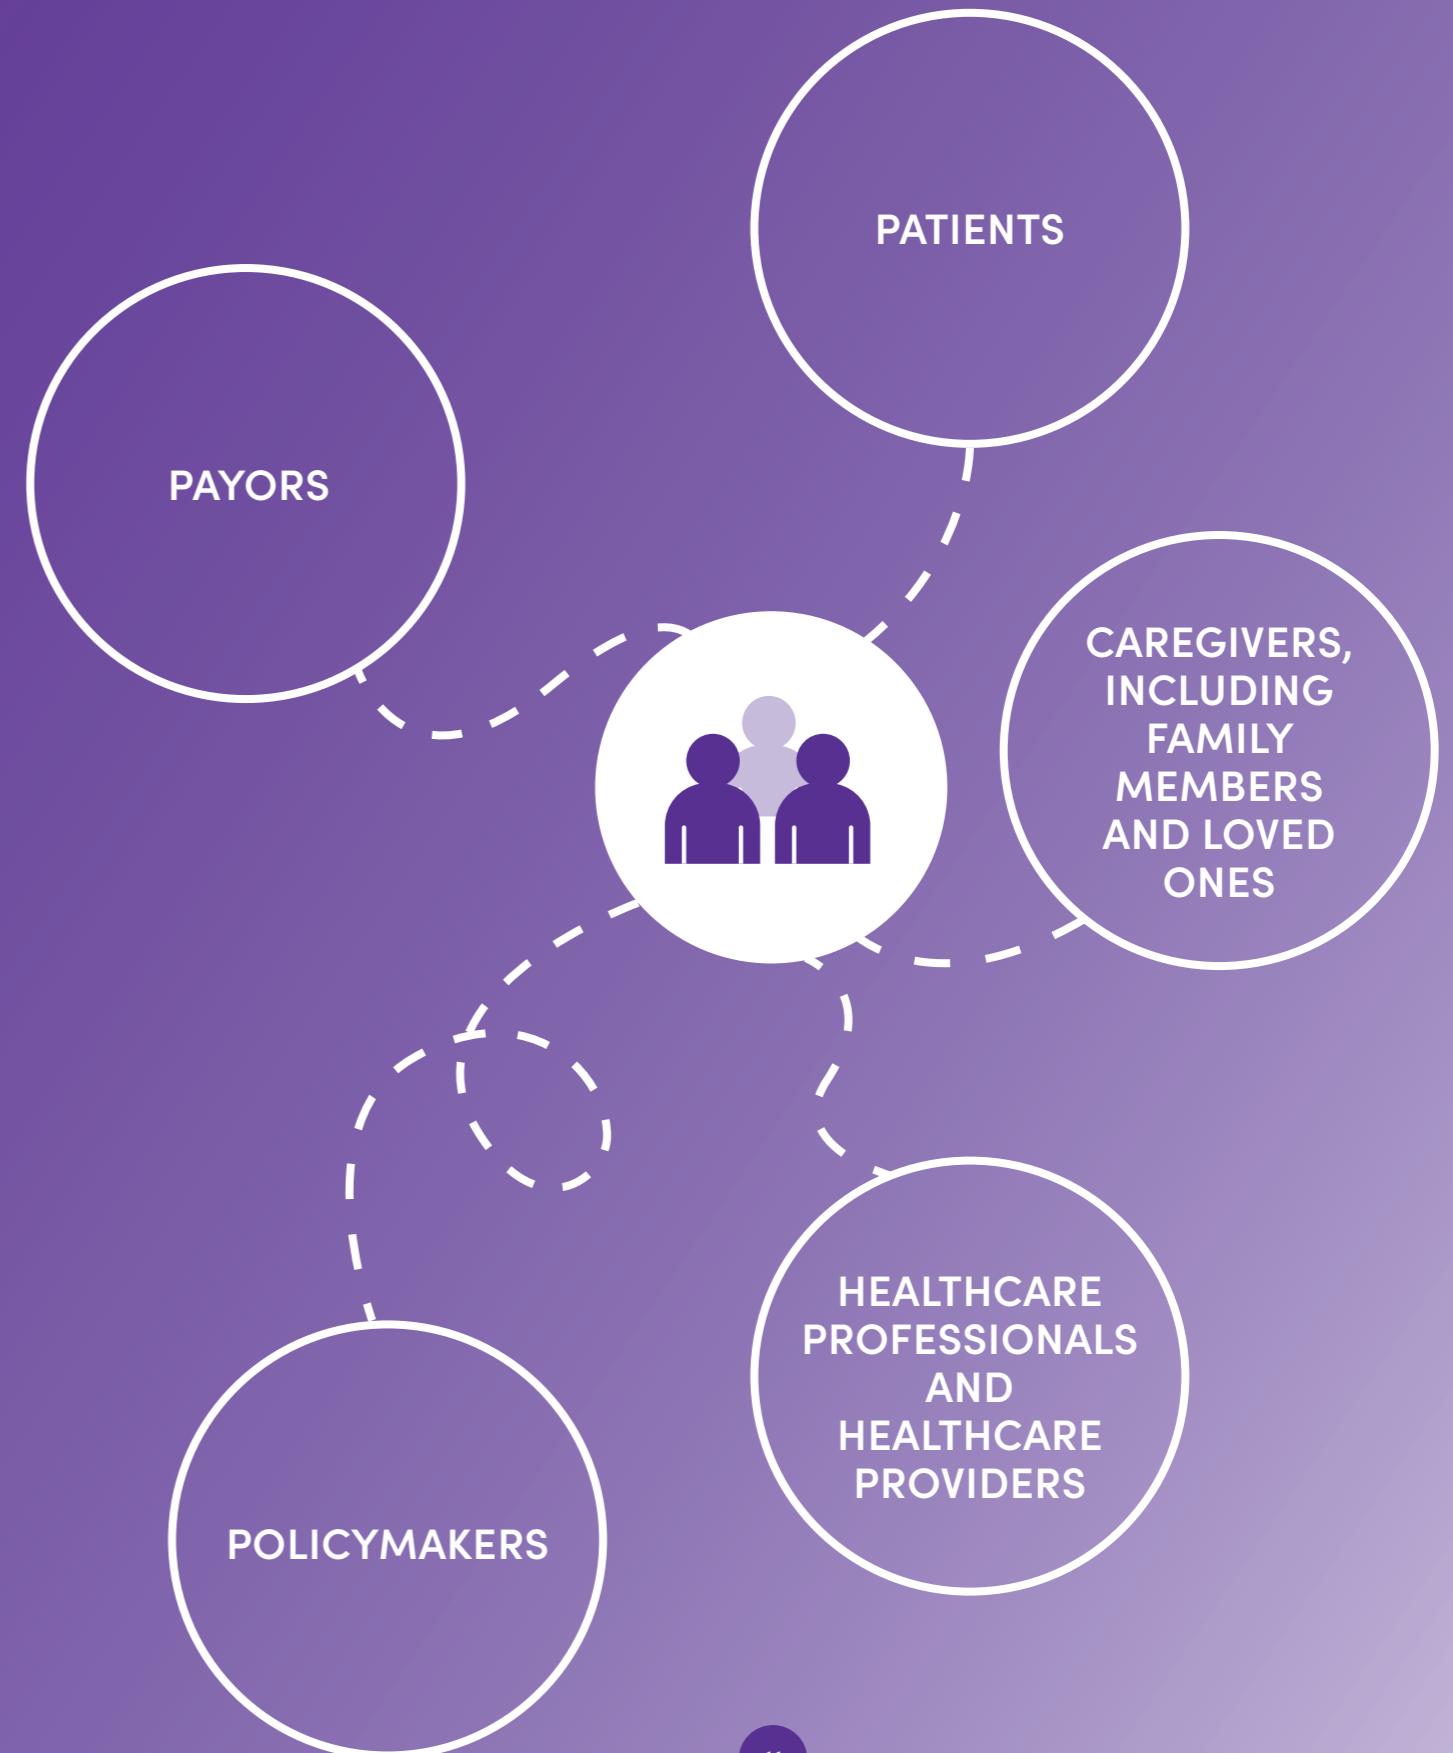 PATIENTS
PAYORS
CAREGIVERS,
INCLUDING
FAMILY
MEMBERS
AND LOVED
ONES
HEALTHCARE
PROFESSIONALS
AND
HEALTHCARE
PROVIDERS
POLICYMAKERS